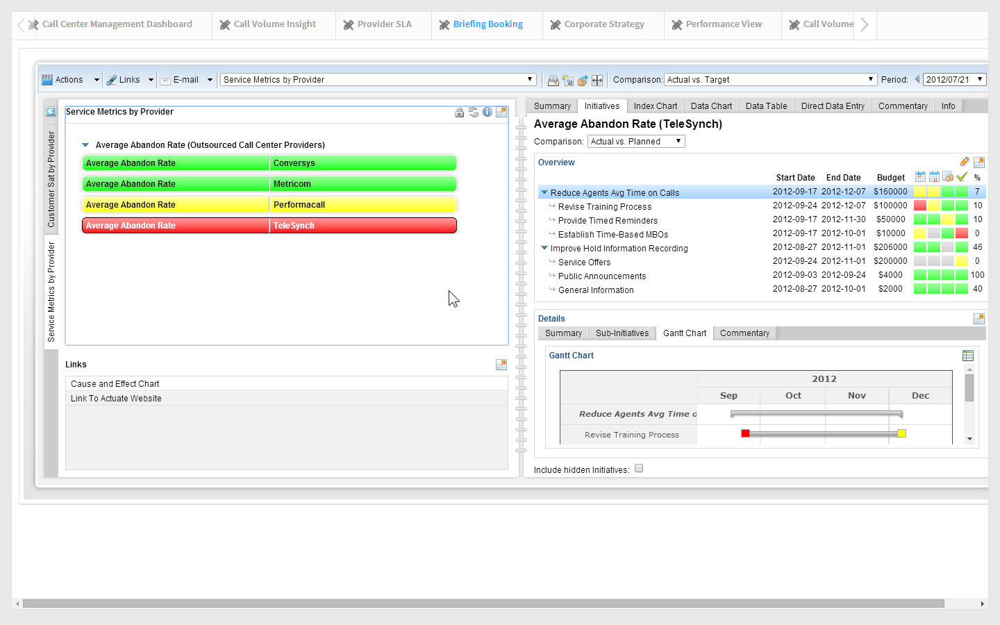 Call Center Management Dashboard
Call Volume Insight
Provider SLA
Briefing Booking
Corporate Strategy
Performance View
Call Volume
Actions
Links
E-mail
Service Metrics by Provider
Comparison: Actual vs. Target
Period: 2012/07/21
Customer Sat by Provider
Service Metrics by Provider
Service Metrics by Provider
Average Abandon Rate (Outsourced Call Center Providers)
Average Abandon Rate Conversys
Average Abandon Rate Metricom
Average Abandon Rate Performacall
Average Abandon Rate TeleSynch
Links
Cause and Effect Chart
Link To Actuate Website
Summary Initiatives Index Chart Data Chart Data Table Direct Data Entry Commentary Info
Average Abandon Rate (TeleSynch)
Comparison: Actual vs. Planned
Overview
Start Date End Date Budget %
Reduce Agents Avg Time on Calls 2012-09-17 2012-12-07 $160000 7
Revise Training Process 2012-09-24 2012-12-07 $100000 10
Provide Timed Reminders 2012-09-17 2012-11-30 $50000 10
Establish Time-Based MBOs 2012-09-17 2012-10-01 $10000 0
Improve Hold Information Recording 2012-08-27 2012-11-01 $206000 46
Service Offers 2012-09-24 2012-11-01 $200000 0
Public Announcements 2012-09-03 2012-09-24 $4000 100
General Information 2012-08-27 2012-10-01 $2000 40
Details
Summary Sub-Initiatives Gantt Chart Commentary
Gantt Chart
2012
Sep Oct Nov Dec
Reduce Agents Avg Time o
Revise Training Process
Include hidden Initiatives: